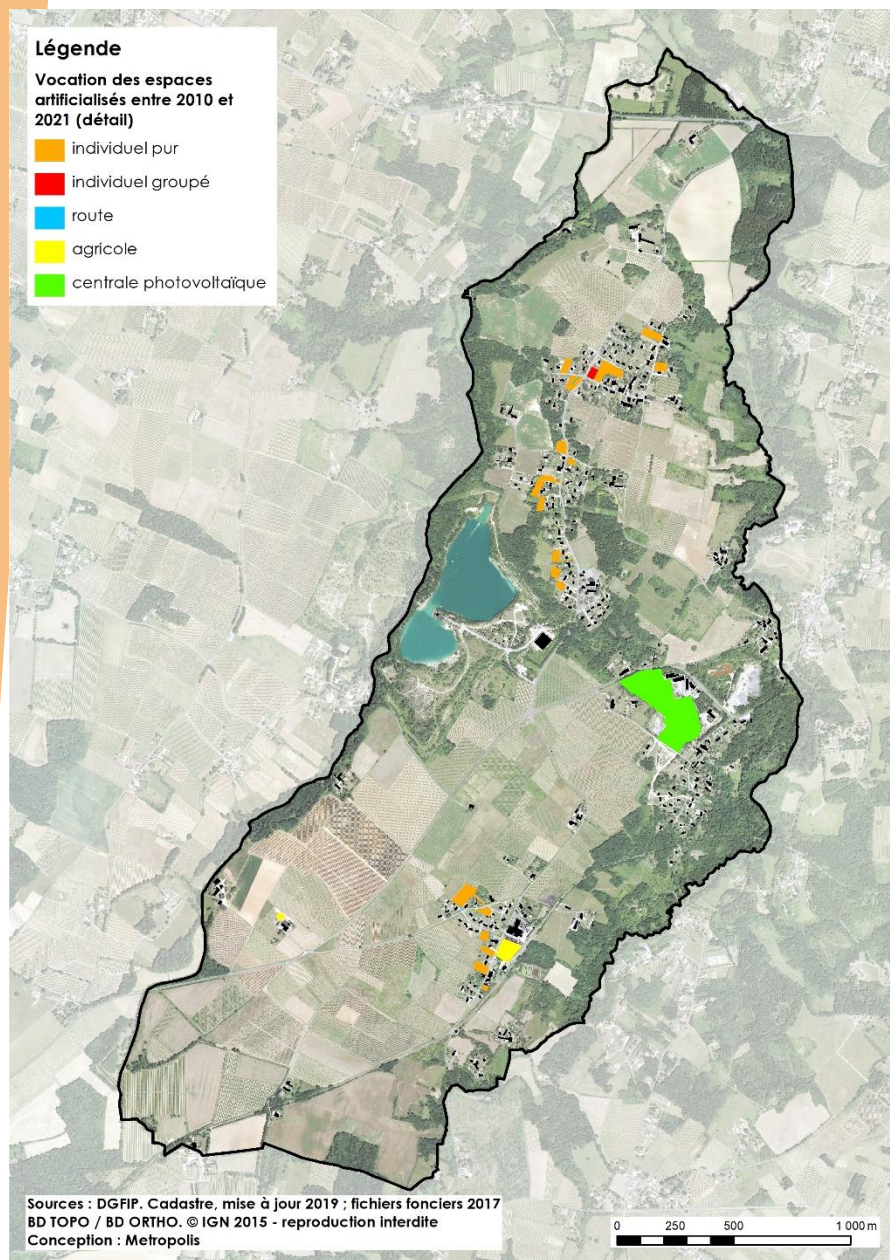 Légende
Vocation des espaces
artificialisés entre 2010 et
2021 (détail)
individuel pur
individuel groupé
route
agricole
centrale photovoltaïque
Sources : DGFIP. Cadastre, mise à jour 2019 ; fichiers fonciers 2017
BD TOPO / BD ORTHO. © IGN 2015 - reproduction interdite
Conception : Metropolis
0 250 500 1 000 m